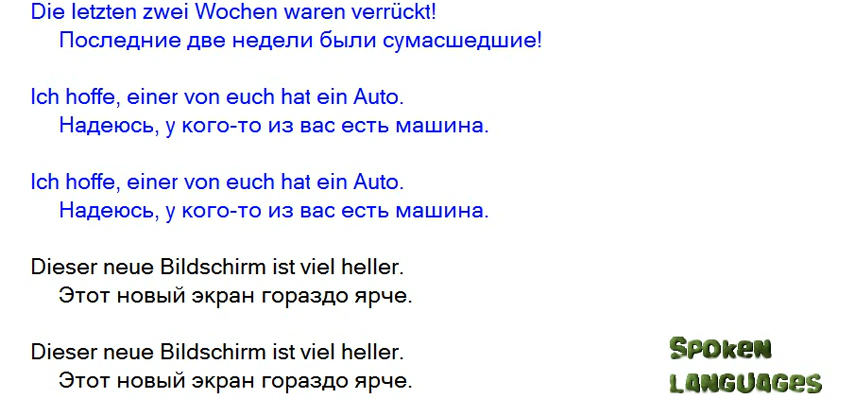 Die letzten zwei Wochen waren verrückt!
Последние две недели были сумасшедшие!
Ich hoffe, einer von euch hat ein Auto.
Надеюсь, у кого-то из вас есть машина.
Ich hoffe, einer von euch hat ein Auto.
Надеюсь, у кого-то из вас есть машина.
Dieser neue Bildschirm ist viel heller.
Этот новый экран гораздо ярче.
Dieser neue Bildschirm ist viel heller.
Этот новый экран гораздо ярче.
Spoken
Languages